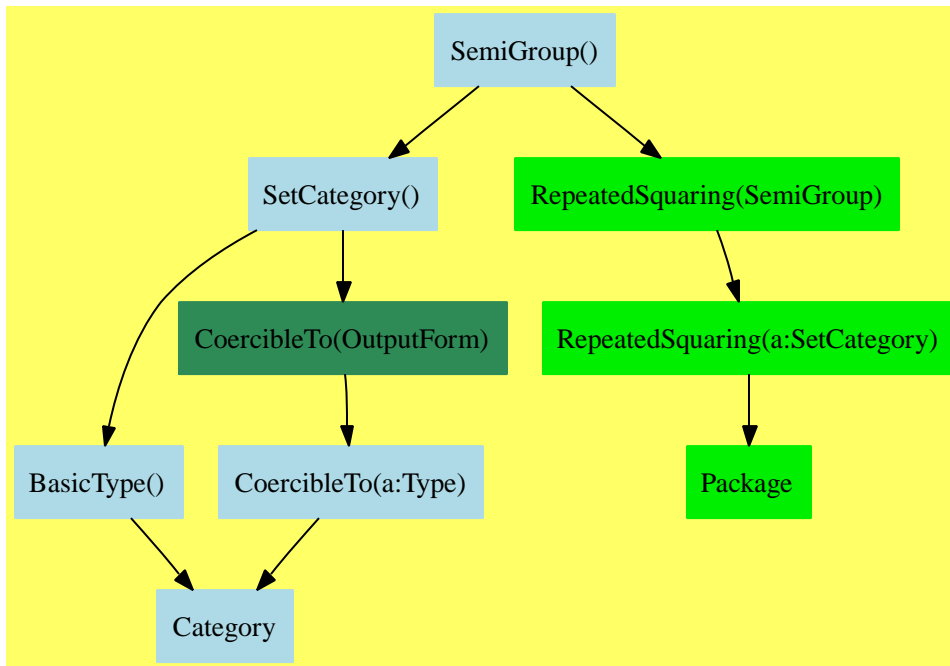 SemiGroup()
SetCategory()
RepeatedSquaring(SemiGroup)
CoercibleTo(OutputForm)
RepeatedSquaring(a:SetCategory)
BasicType()
CoercibleTo(a:Type)
Package
Category